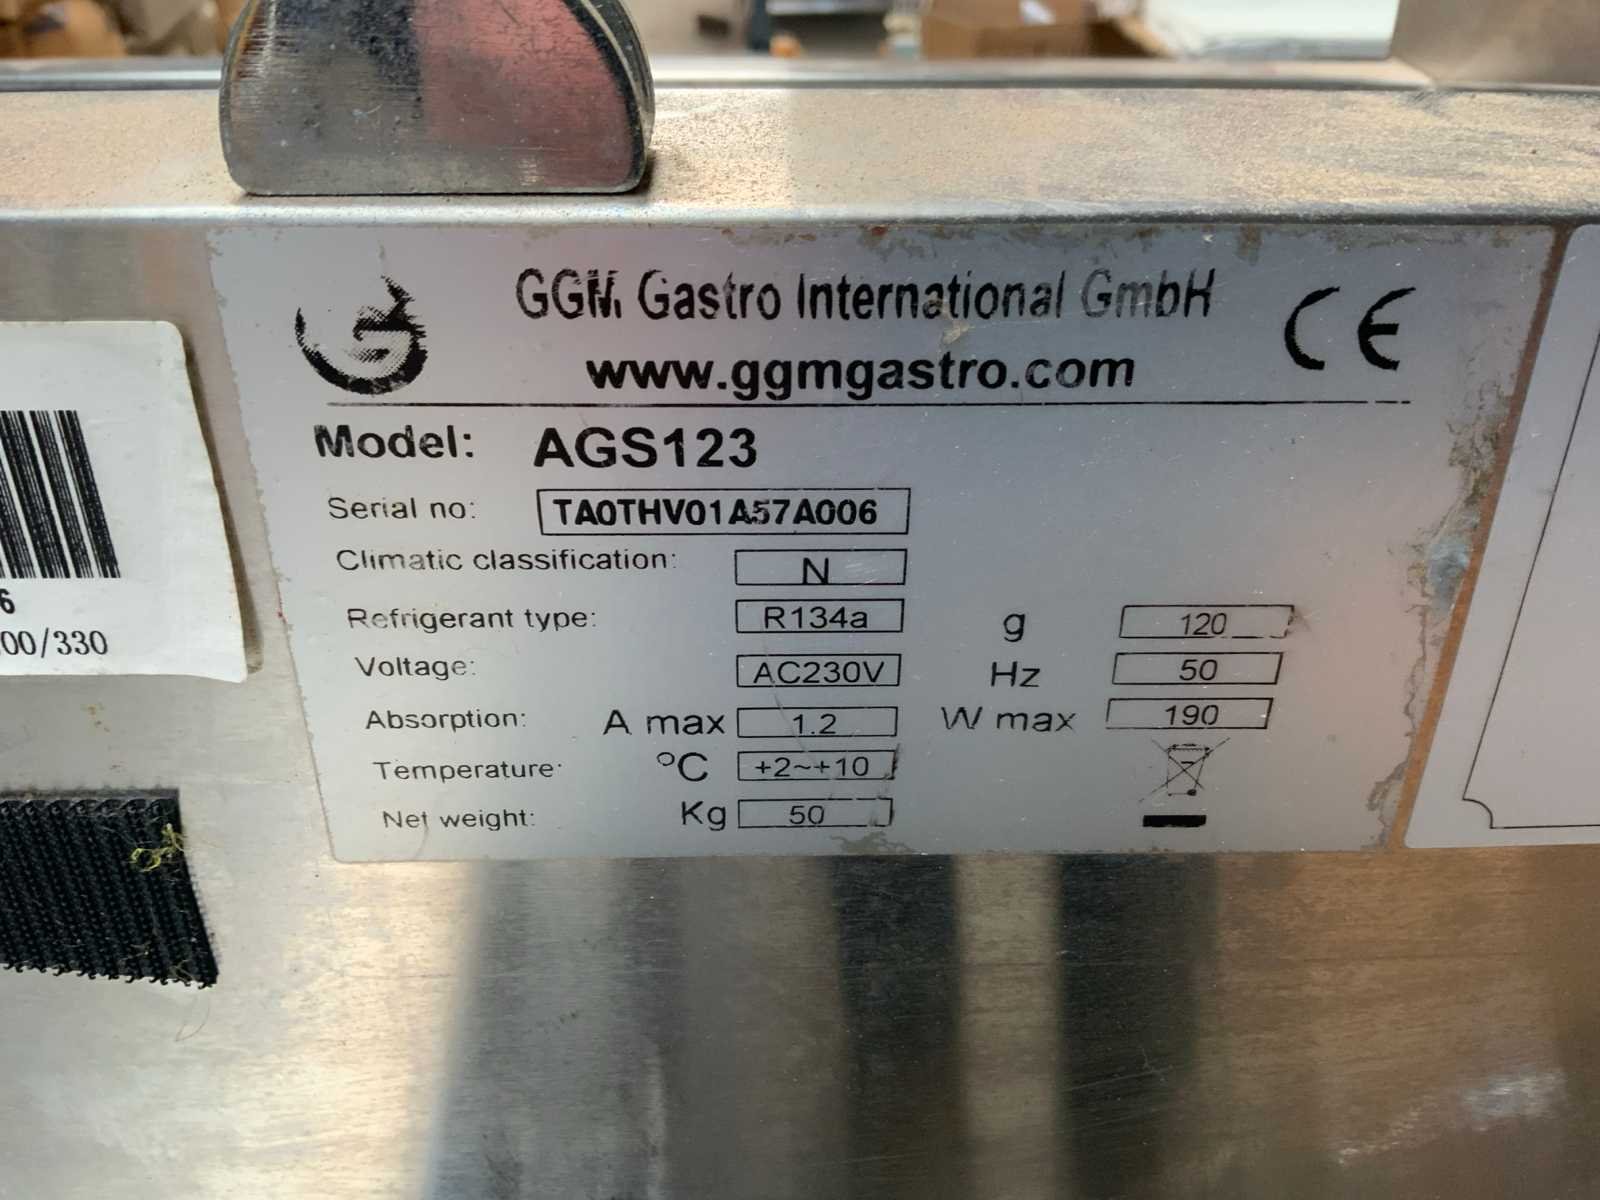 GGM Gastro International GmbH
www.ggmgastro.com
CE
Model: AGS123
Serial no: TA0THV01A57A006
Climatic classification: N
Refrigerant type: R134a g 120
Voltage: AC230V Hz 50
Absorption: A max 1.2 W max 190
Temperature: °C +2~+10
Net weight: Kg 50
6
00/330